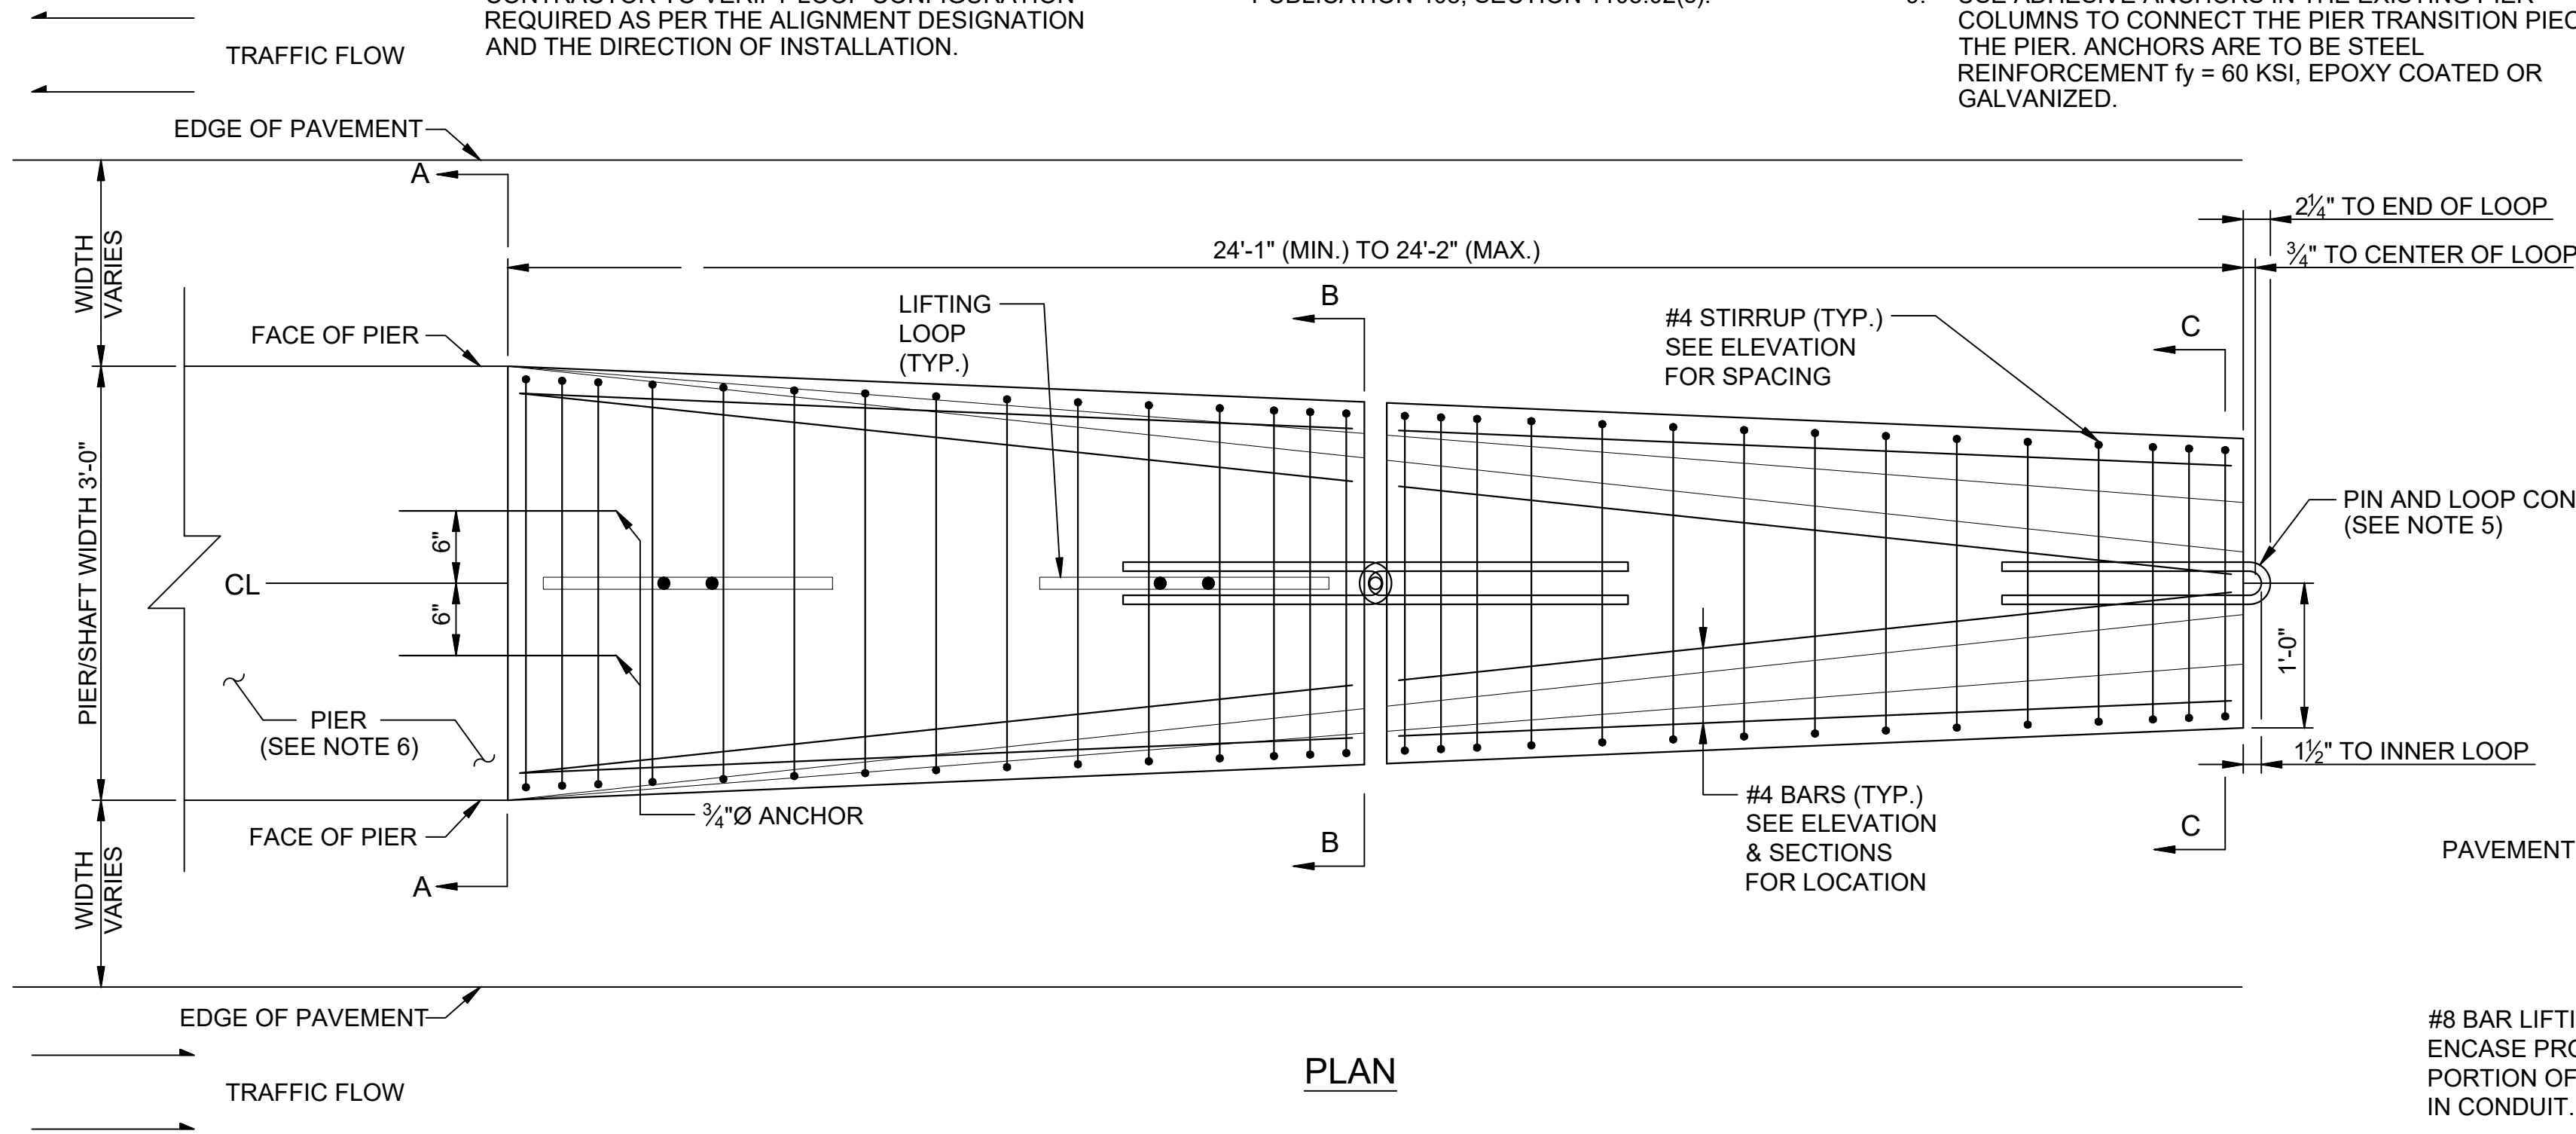 REQUIRED AS PER THE ALIGNMENT DESIGNATION
AND THE DIRECTION OF INSTALLATION.
COLUMNS TO CONNECT THE PIER TRANSITION
THE PIER. ANCHORS ARE TO BE STEEL
REINFORCEMENT fy = 60 KSI, EPOXY COATED OR
GALVANIZED.
TRAFFIC FLOW
EDGE OF PAVEMENT
A
WIDTH
VARIES
2¼" TO END OF LOOP
24'-1" (MIN.) TO 24'-2" (MAX.)
¾" TO CENTER OF LOOP
FACE OF PIER
LIFTING
LOOP
(TYP.)
B
#4 STIRRUP (TYP.)
SEE ELEVATION
FOR SPACING
C
PIER/SHAFT WIDTH 3'-0"
6"
CL
6"
PIN AND LOOP
(SEE NOTE 5)
1'-0"
PIER
(SEE NOTE 6)
1½" TO INNER LOOP
¾"Ø ANCHOR
#4 BARS (TYP.)
SEE ELEVATION
& SECTIONS
FOR LOCATION
FACE OF PIER
B
C
PAVEMENT
WIDTH
VARIES
A
EDGE OF PAVEMENT
TRAFFIC FLOW
PLAN
#8 BAR
ENCASE
PORTION OF
IN CONDUIT.